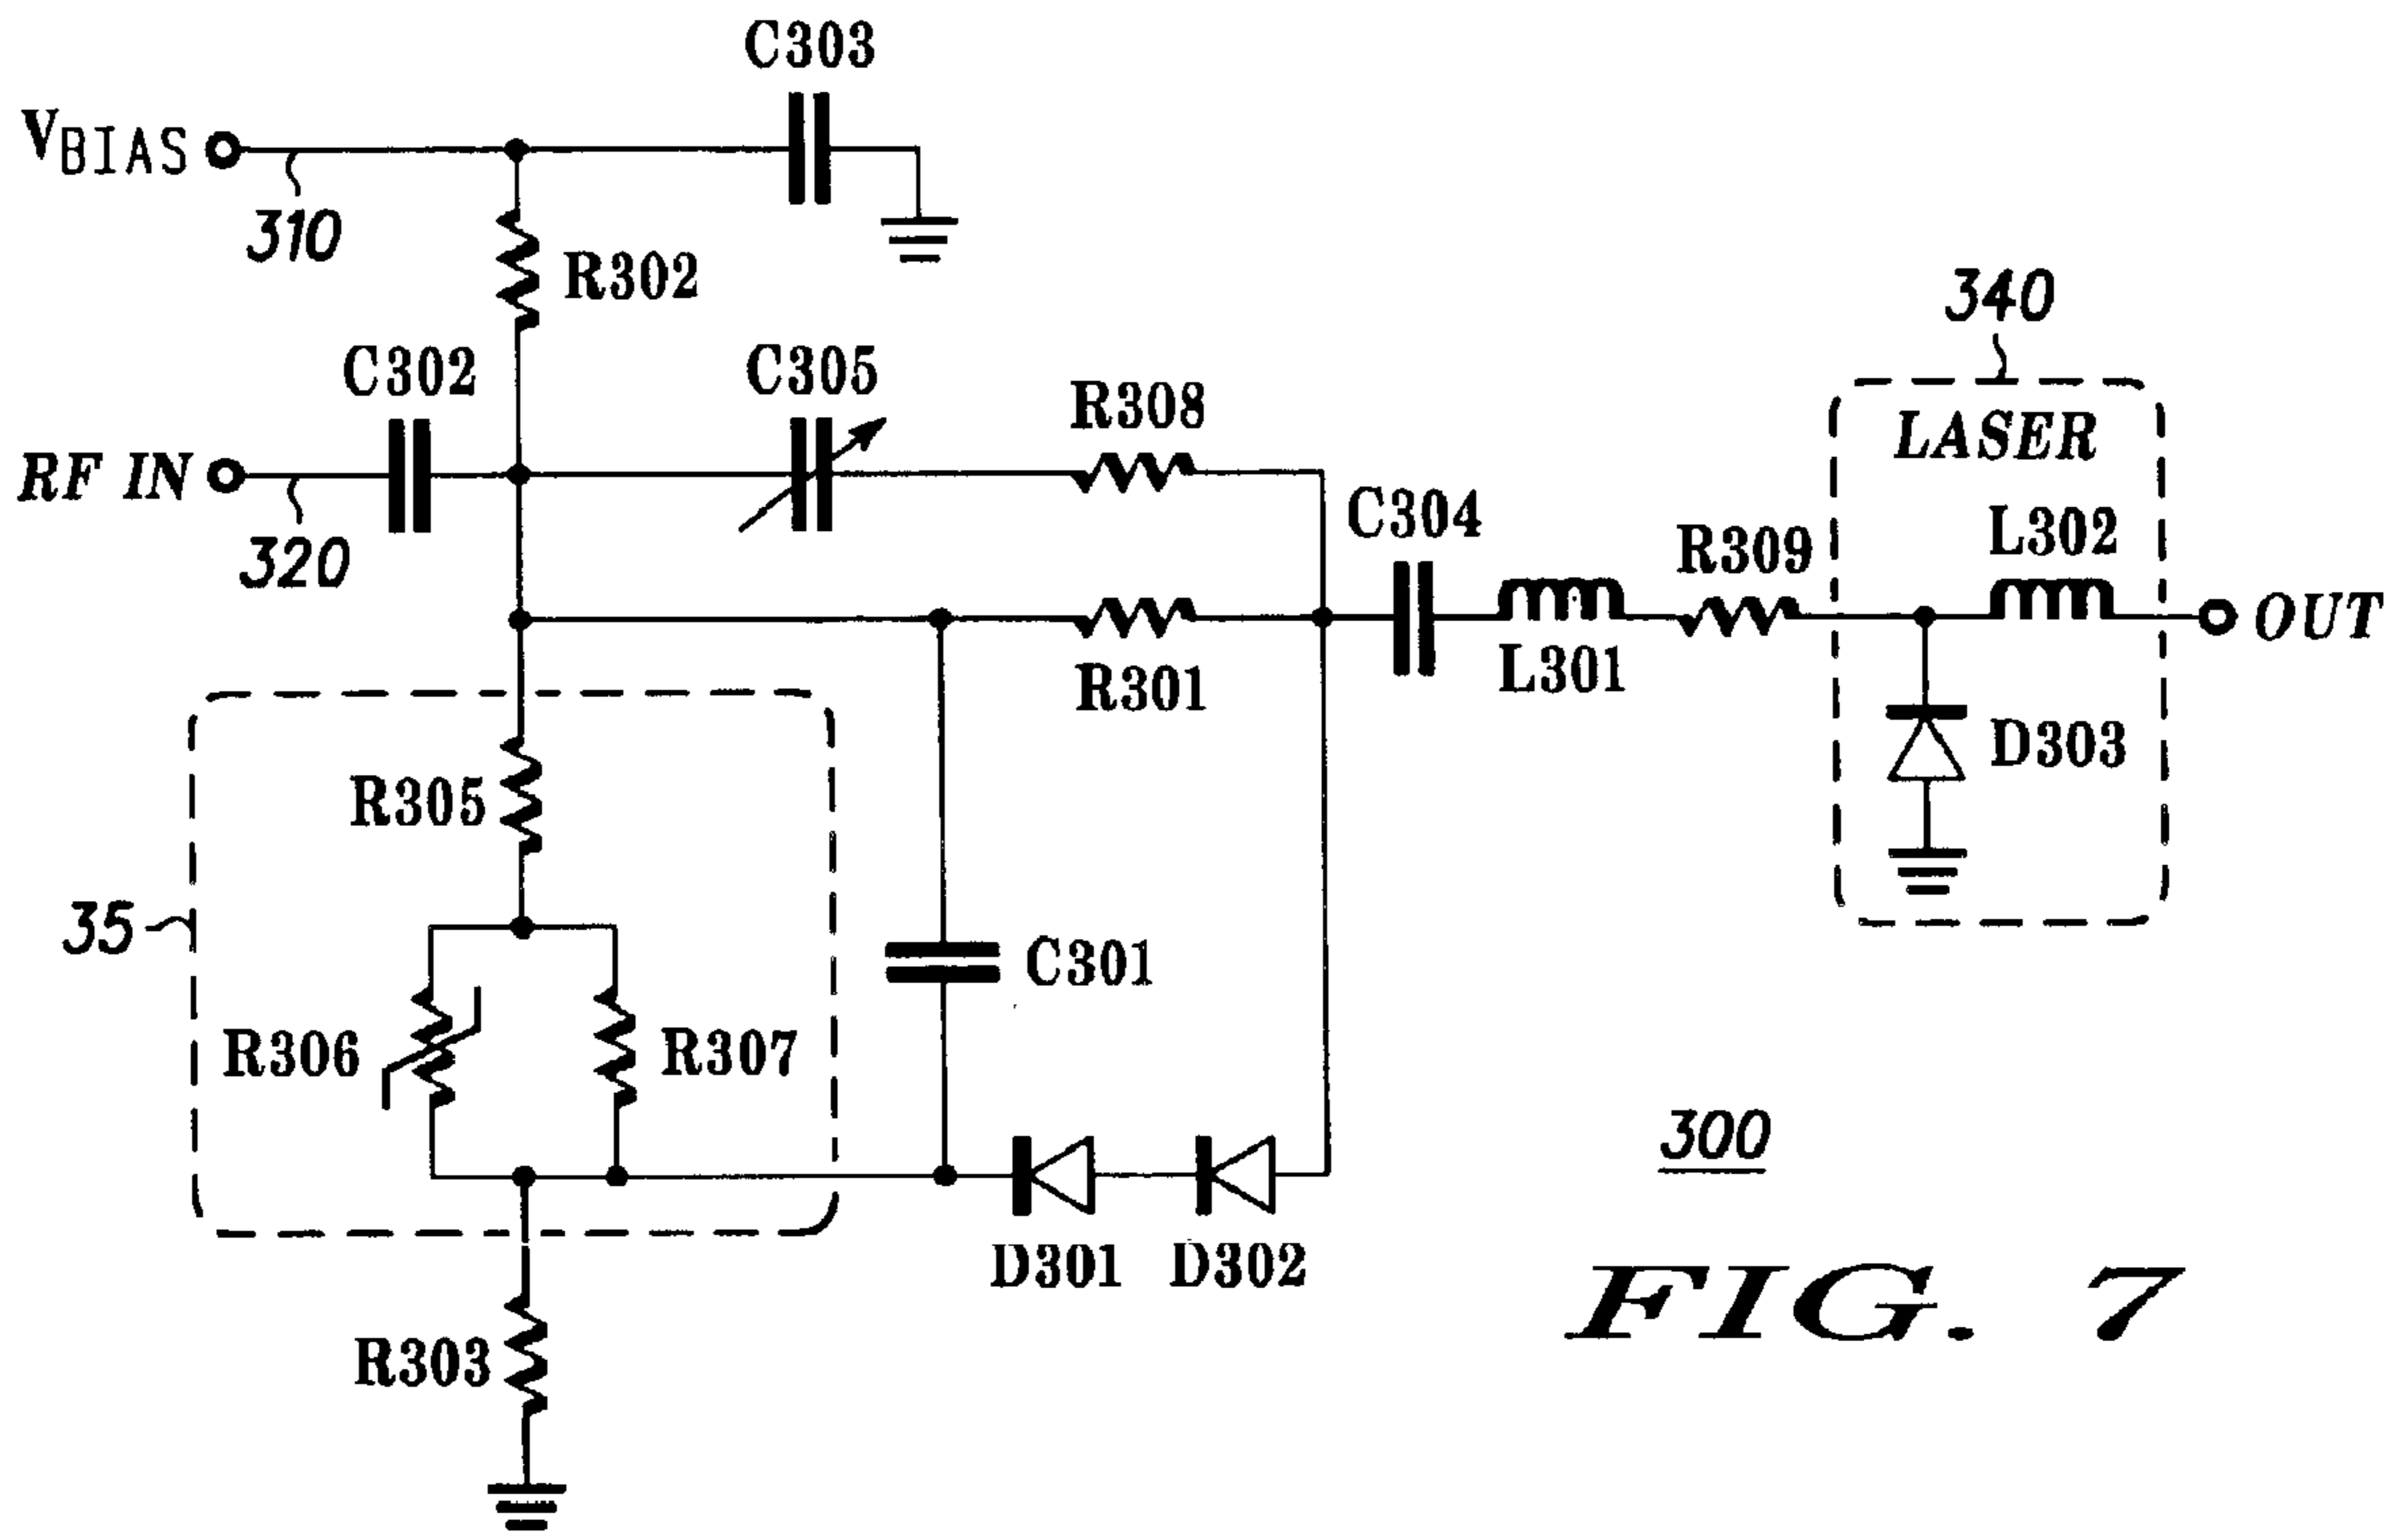 C303
VBIAS
310
R302
340
C302
C305
R308
LASER
RF IN
320
C304
R309
L302
OUT
L301
R301
D303
R305
35
C301
R306
R307
300
D301
D302
R303
FIG. 7